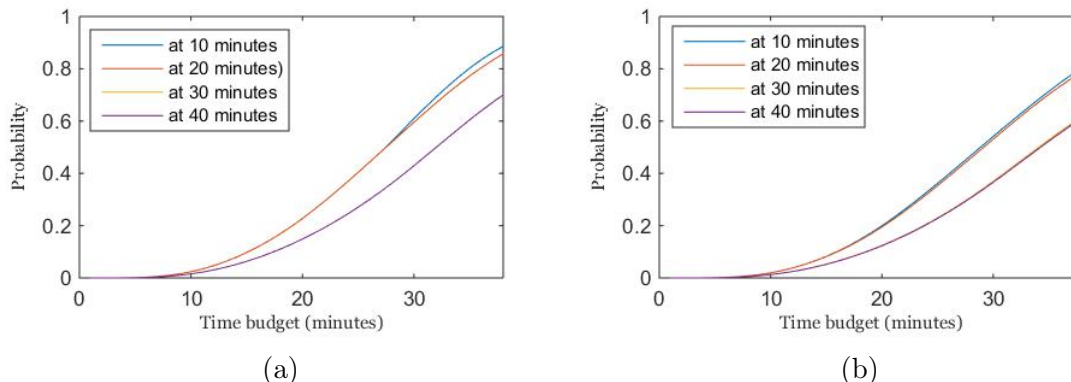 1
0.8
0.6
0.4
0.2
0
Probability
at 10 minutes
at 20 minutes)
at 30 minutes
at 40 minutes
0 10 20 30
Time budget (minutes)
(a)
1
0.8
0.6
0.4
0.2
0
Probability
at 10 minutes
at 20 minutes
at 30 minutes
at 40 minutes
0 10 20 30
Time budget (minutes)
(b)